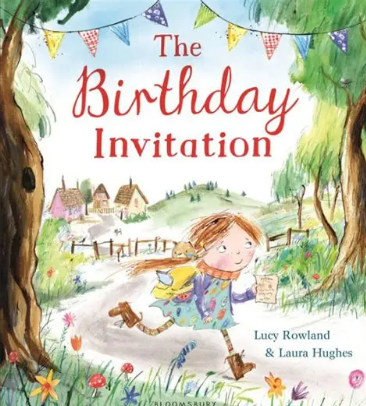 The
Birthday
Invitation
Lucy Rowland
& Laura Hughes
BLOOMSBURY